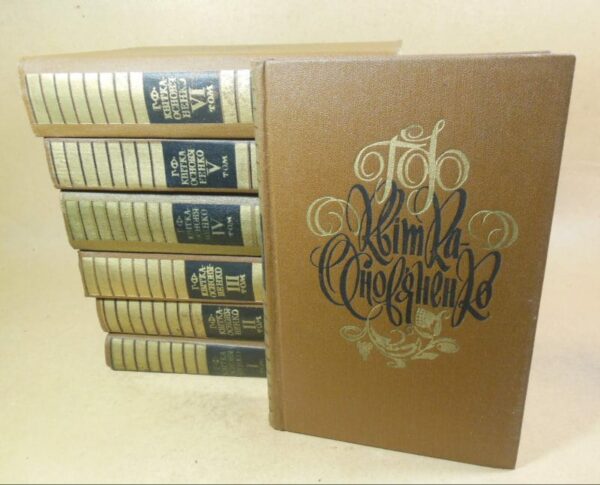 Г·Ф·
КВІТКА-
ОСНОВ'Я
НЕНКО
VI
ТОМ
Г·Ф·
КВІТКА
ОСНОВ'Я
НЕНКО
V
ТОМ
Г·Ф·
КВІТКА
ОСНОВ'Я
НЕНКО
IV
ТОМ
Г·Ф·
КВІТКА-
ОСНОВ'Я-
НЕНКО
III
ТОМ
Г·Ф·
КВІТКА-
ОСНОВ'Я
НЕНКО
II
ТОМ
Г·Ф·
КВІТКА
ОСНОВ'Я
НЕНКО
I
ТОМ
Г Ф
Квітка-
Основ'яненко